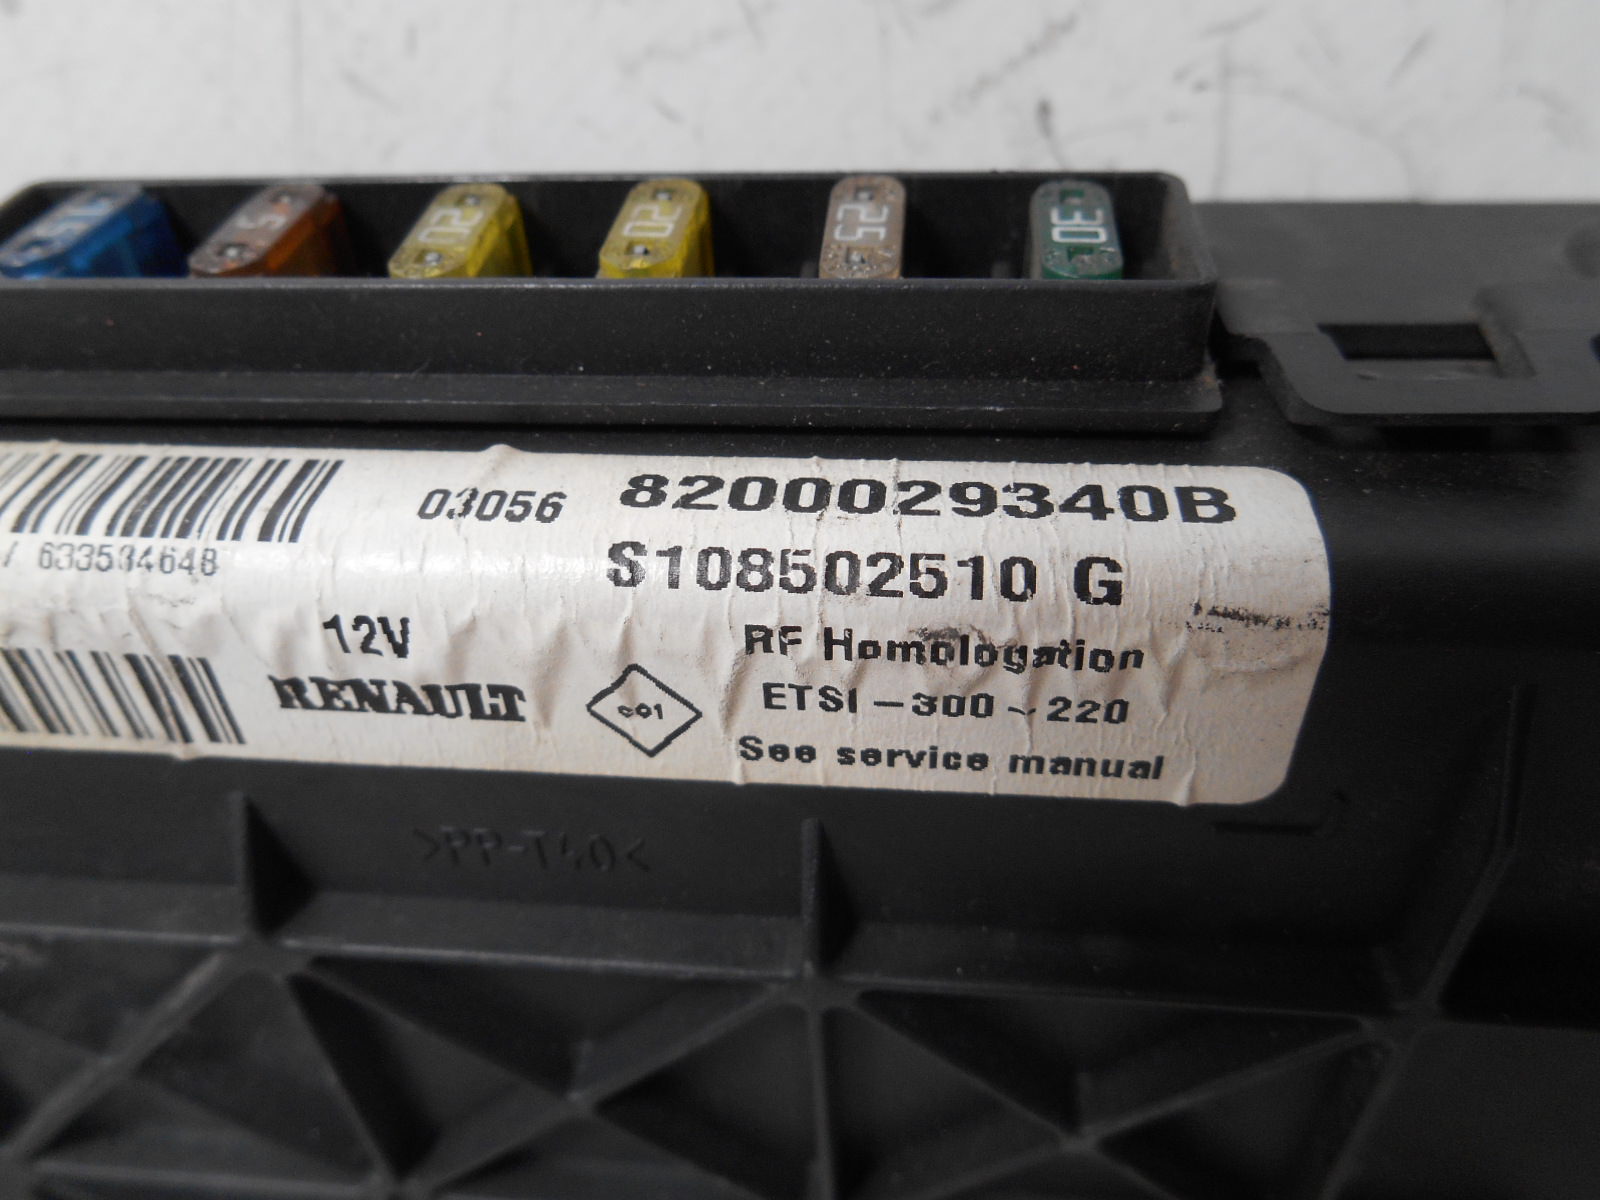 15 5 20 20 25 30
03056 8200029340B
633534648 S108502510 G
12V RF Homologation
RENAULT 001 ETSI-300-220
See service manual
>PP-T40<